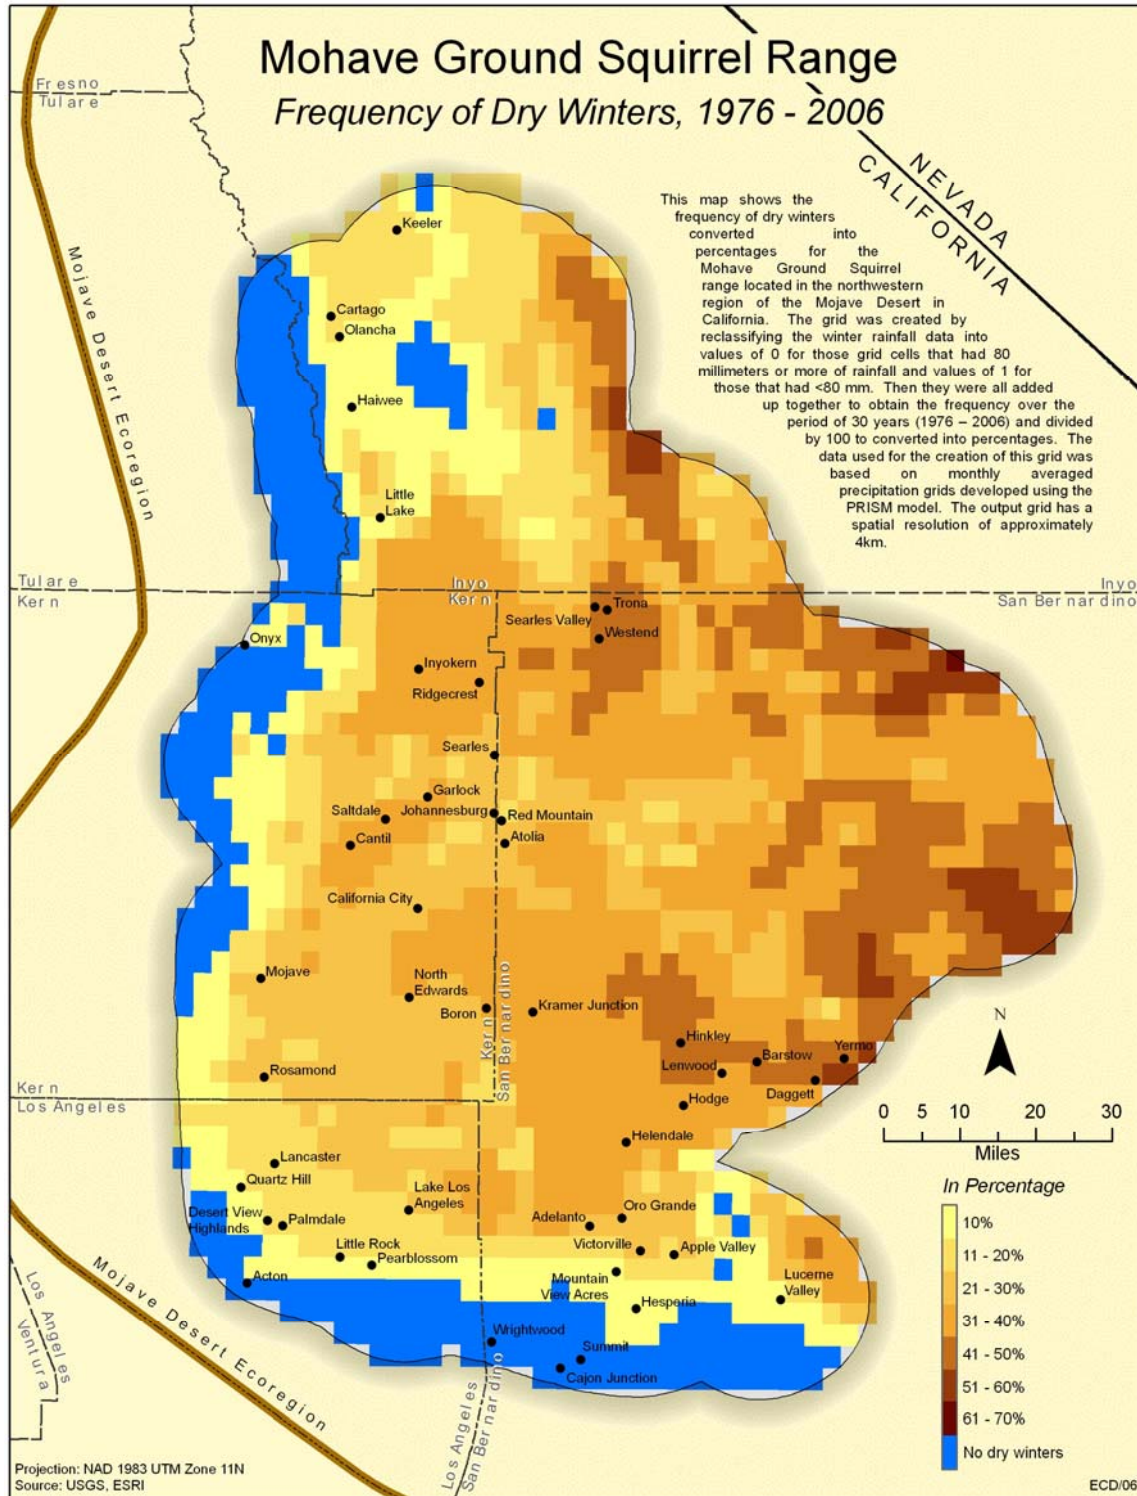 Mohave Ground Squirrel Range
Frequency of Dry Winters, 1976 - 2006
Fresno
Tulare
NEVADA
CALIFORNIA
This map shows the
frequency of dry winters
converted into
percentages for the
Mohave Ground Squirrel
range located in the northwestern
region of the Mojave Desert in
California. The grid was created by
reclassifying the winter rainfall data into
values of 0 for those grid cells that had 80
millimeters or more of rainfall and values of 1 for
those that had <80 mm. Then they were all added
up together to obtain the frequency over the
period of 30 years (1976 – 2006) and divided
by 100 to converted into percentages. The
data used for the creation of this grid was
based on monthly averaged
precipitation grids developed using the
PRISM model. The output grid has a
spatial resolution of approximately
4km.
Mojave Desert Ecoregion
Keeler
Cartago
Olancha
Haiwee
Little
Lake
Tulare
Kern
Inyo
Kern
Inyo
San Bernardino
Searles Valley
Trona
Westend
Onyx
Inyokern
Ridgecrest
Searles
Garlock
Saltdale
Johannesburg
Red Mountain
Cantil
Atolia
California City
Mojave
North
Edwards
Boron
Kern
San Bernardino
Kramer Junction
Hinkley
Lenwood
Barstow
Yermo
Daggett
Hodge
Rosamond
Kern
Los Angeles
Helendale
Lancaster
Quartz Hill
Desert View
Highlands
Palmdale
Lake Los
Angeles
Adelanto
Oro Grande
Victorville
Apple Valley
Little Rock
Pearblossom
Acton
Mountain
View Acres
Hesperia
Lucerne
Valley
Wrightwood
Summit
Cajon Junction
Los Angeles
San Bernardino
Los Angeles
Ventura
Mojave Desert Ecoregion
N
0 5 10 20 30
Miles
In Percentage
10%
11 - 20%
21 - 30%
31 - 40%
41 - 50%
51 - 60%
61 - 70%
No dry winters
Projection: NAD 1983 UTM Zone 11N
Source: USGS, ESRI
ECD/06